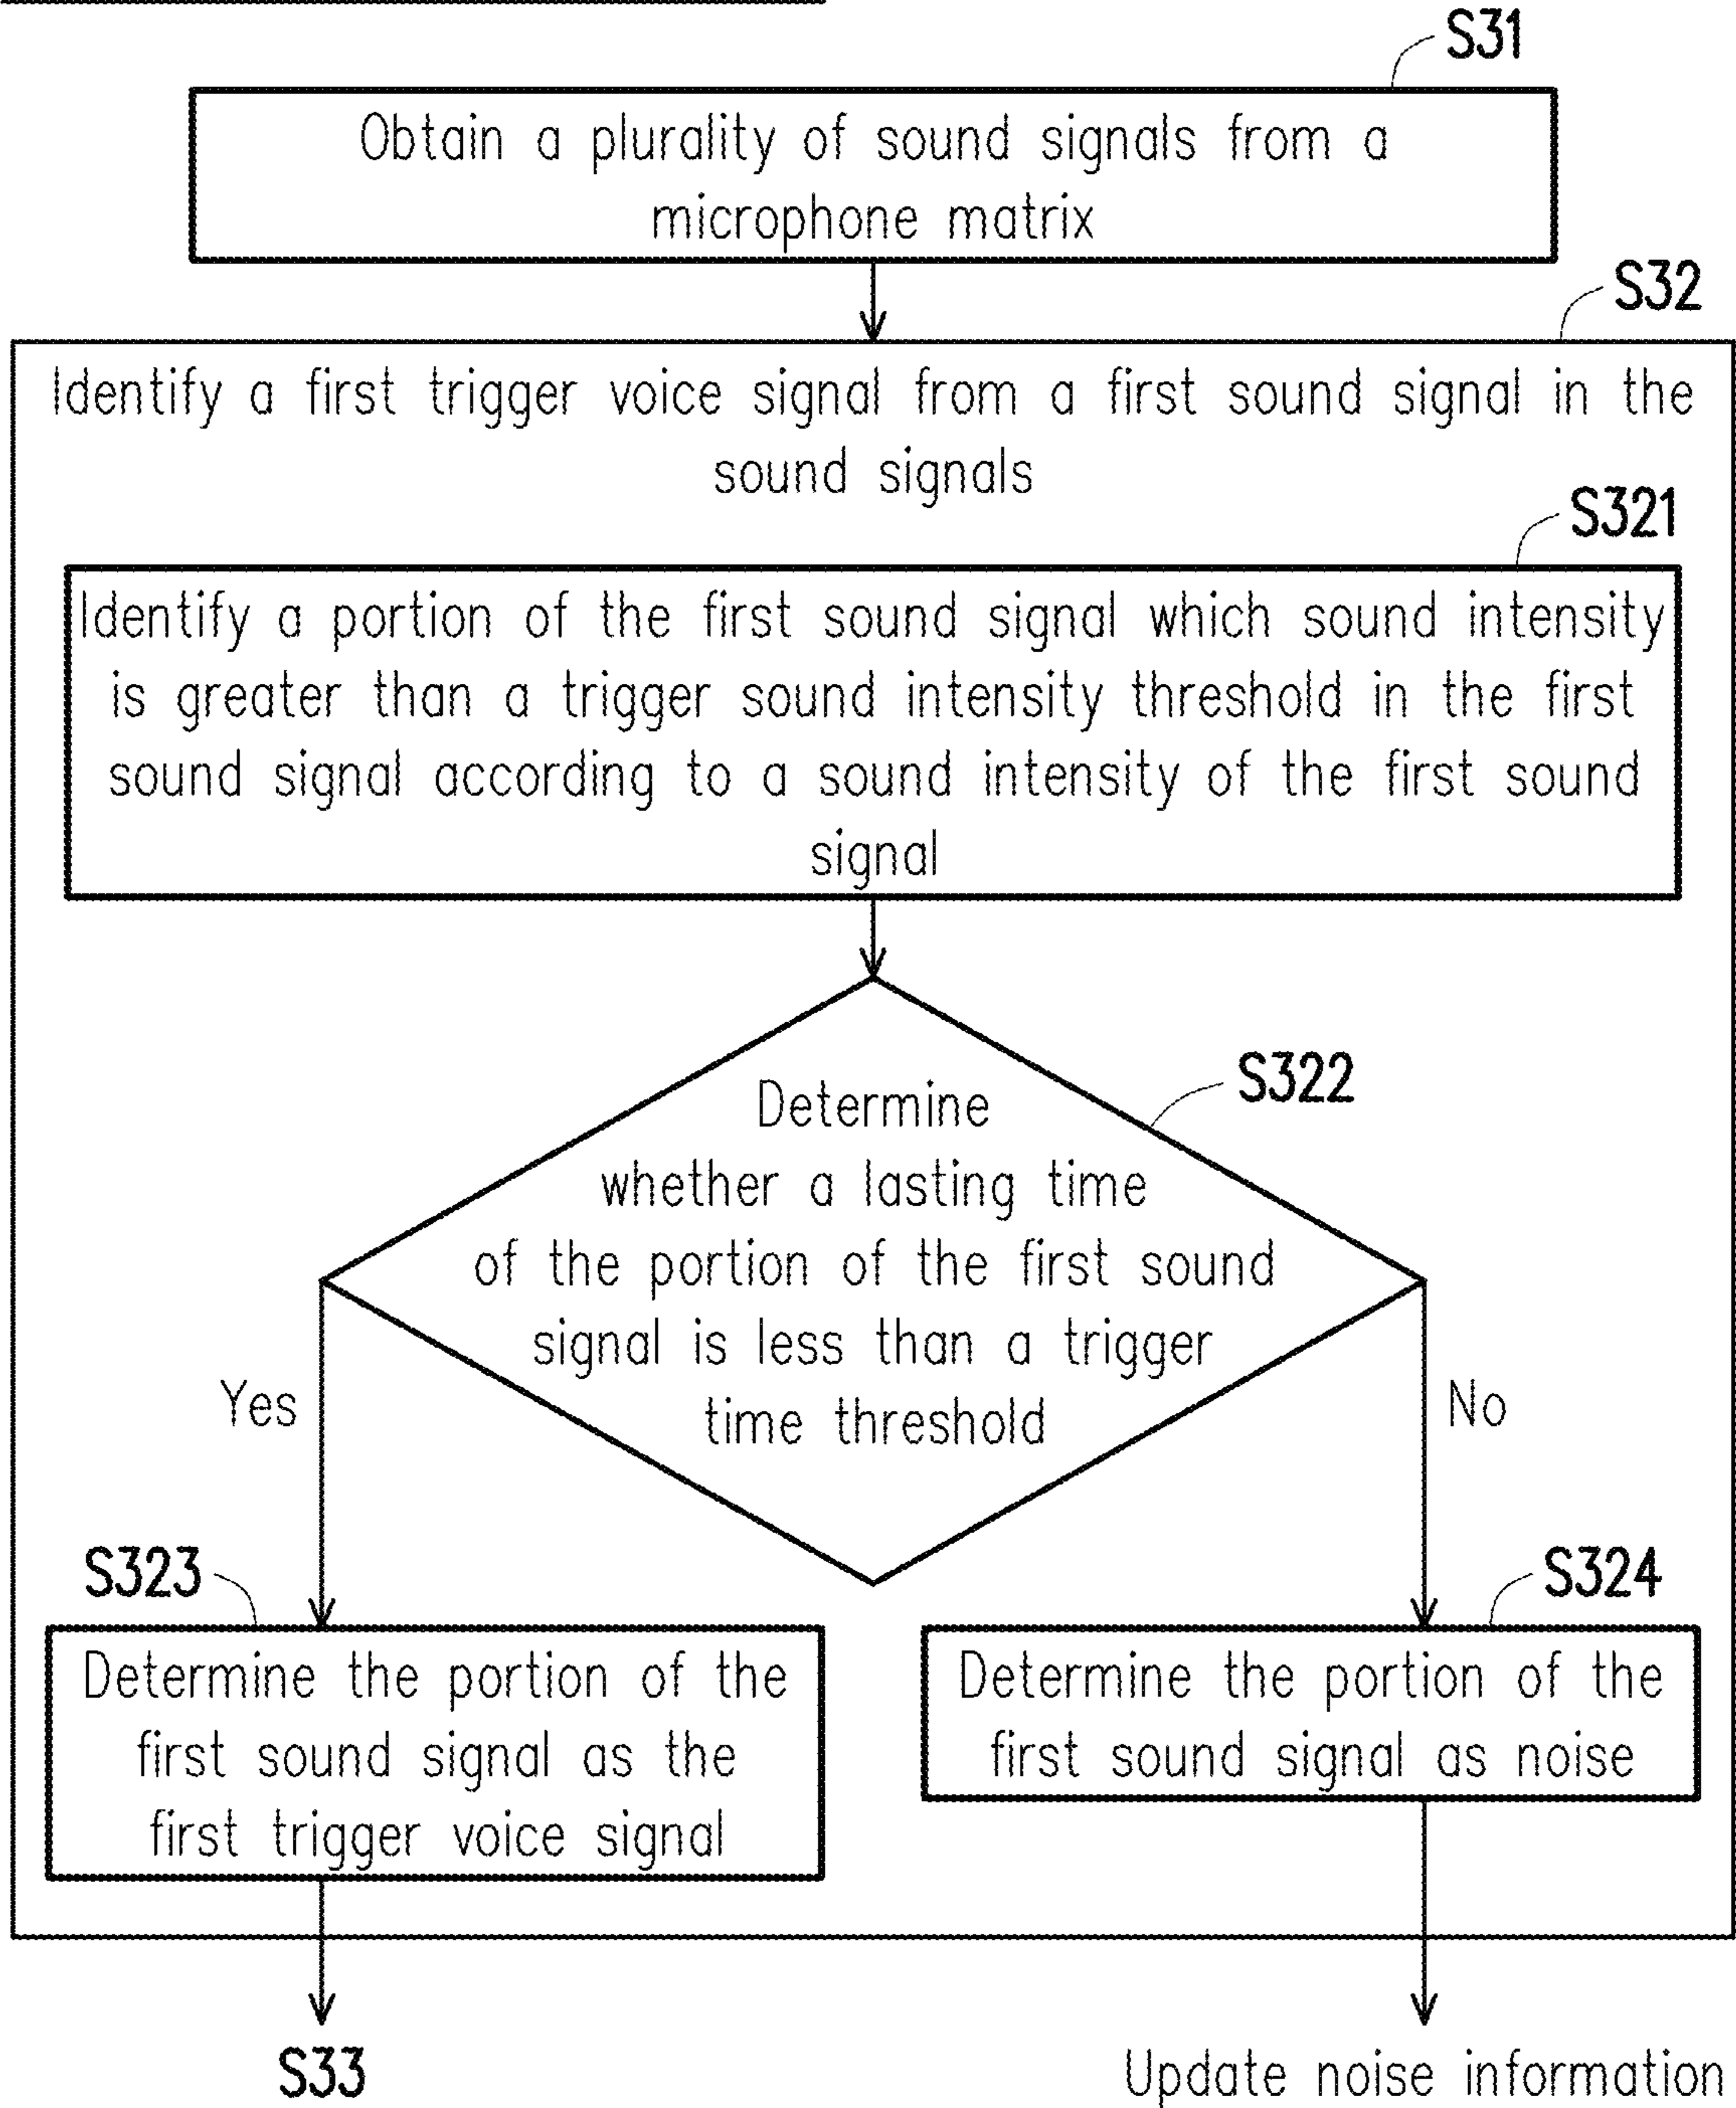 S31
Obtain a plurality of sound signals from a
microphone matrix
S32
Identify a first trigger voice signal from a first sound signal in the
sound signals
S321
Identify a portion of the first sound signal which sound intensity
is greater than a trigger sound intensity threshold in the first
sound signal according to a sound intensity of the first sound
signal
S322
Determine
whether a lasting time
of the portion of the first sound
signal is less than a trigger
time threshold
Yes
No
S323
Determine the portion of the
first sound signal as the
first trigger voice signal
S324
Determine the portion of the
first sound signal as noise
S33
Update noise information